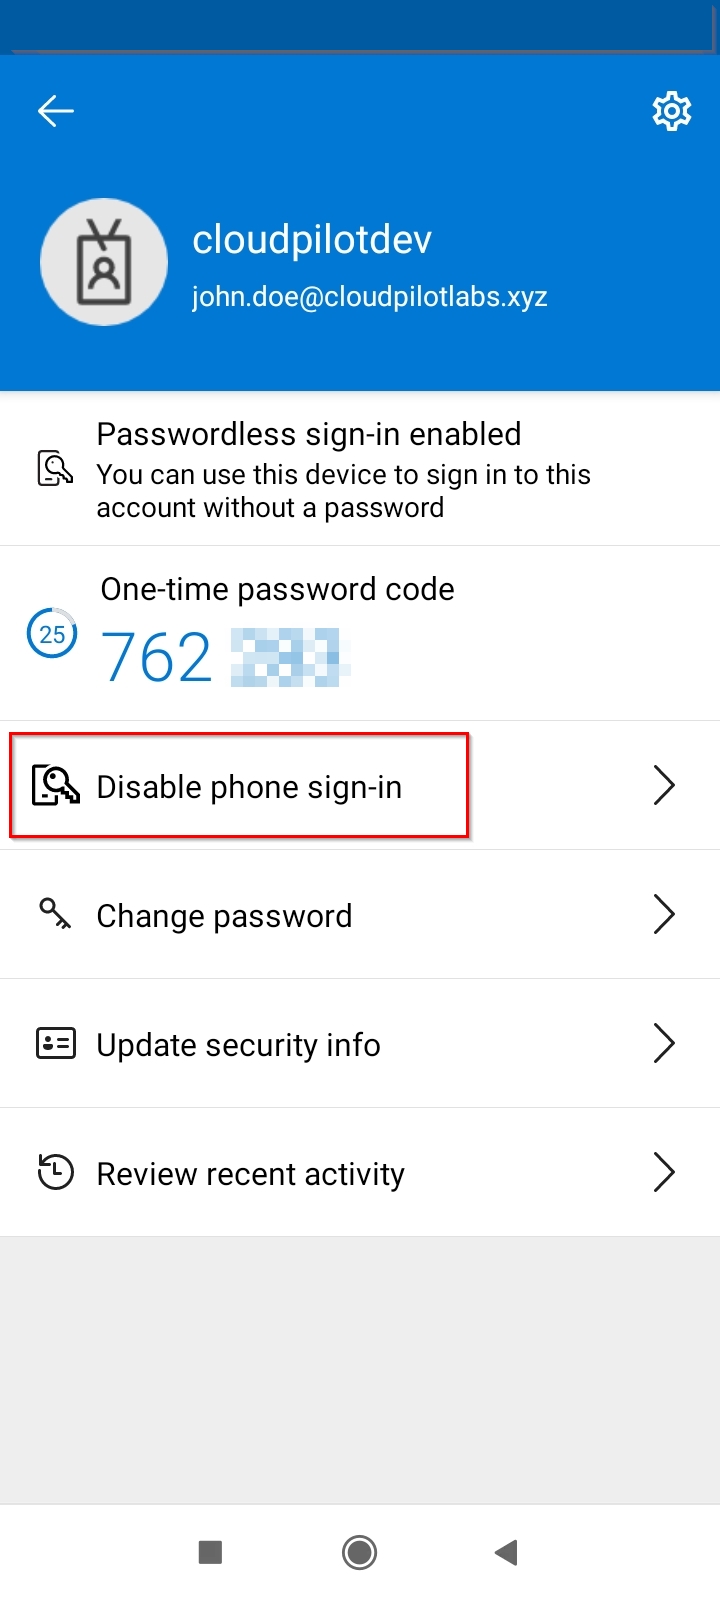 cloudpilotdev
john.doe@cloudpilotlabs.xyz
Passwordless sign-in enabled
You can use this device to sign in to this
account without a password
One-time password code
25
762
Disable phone sign-in
Change password
Update security info
Review recent activity